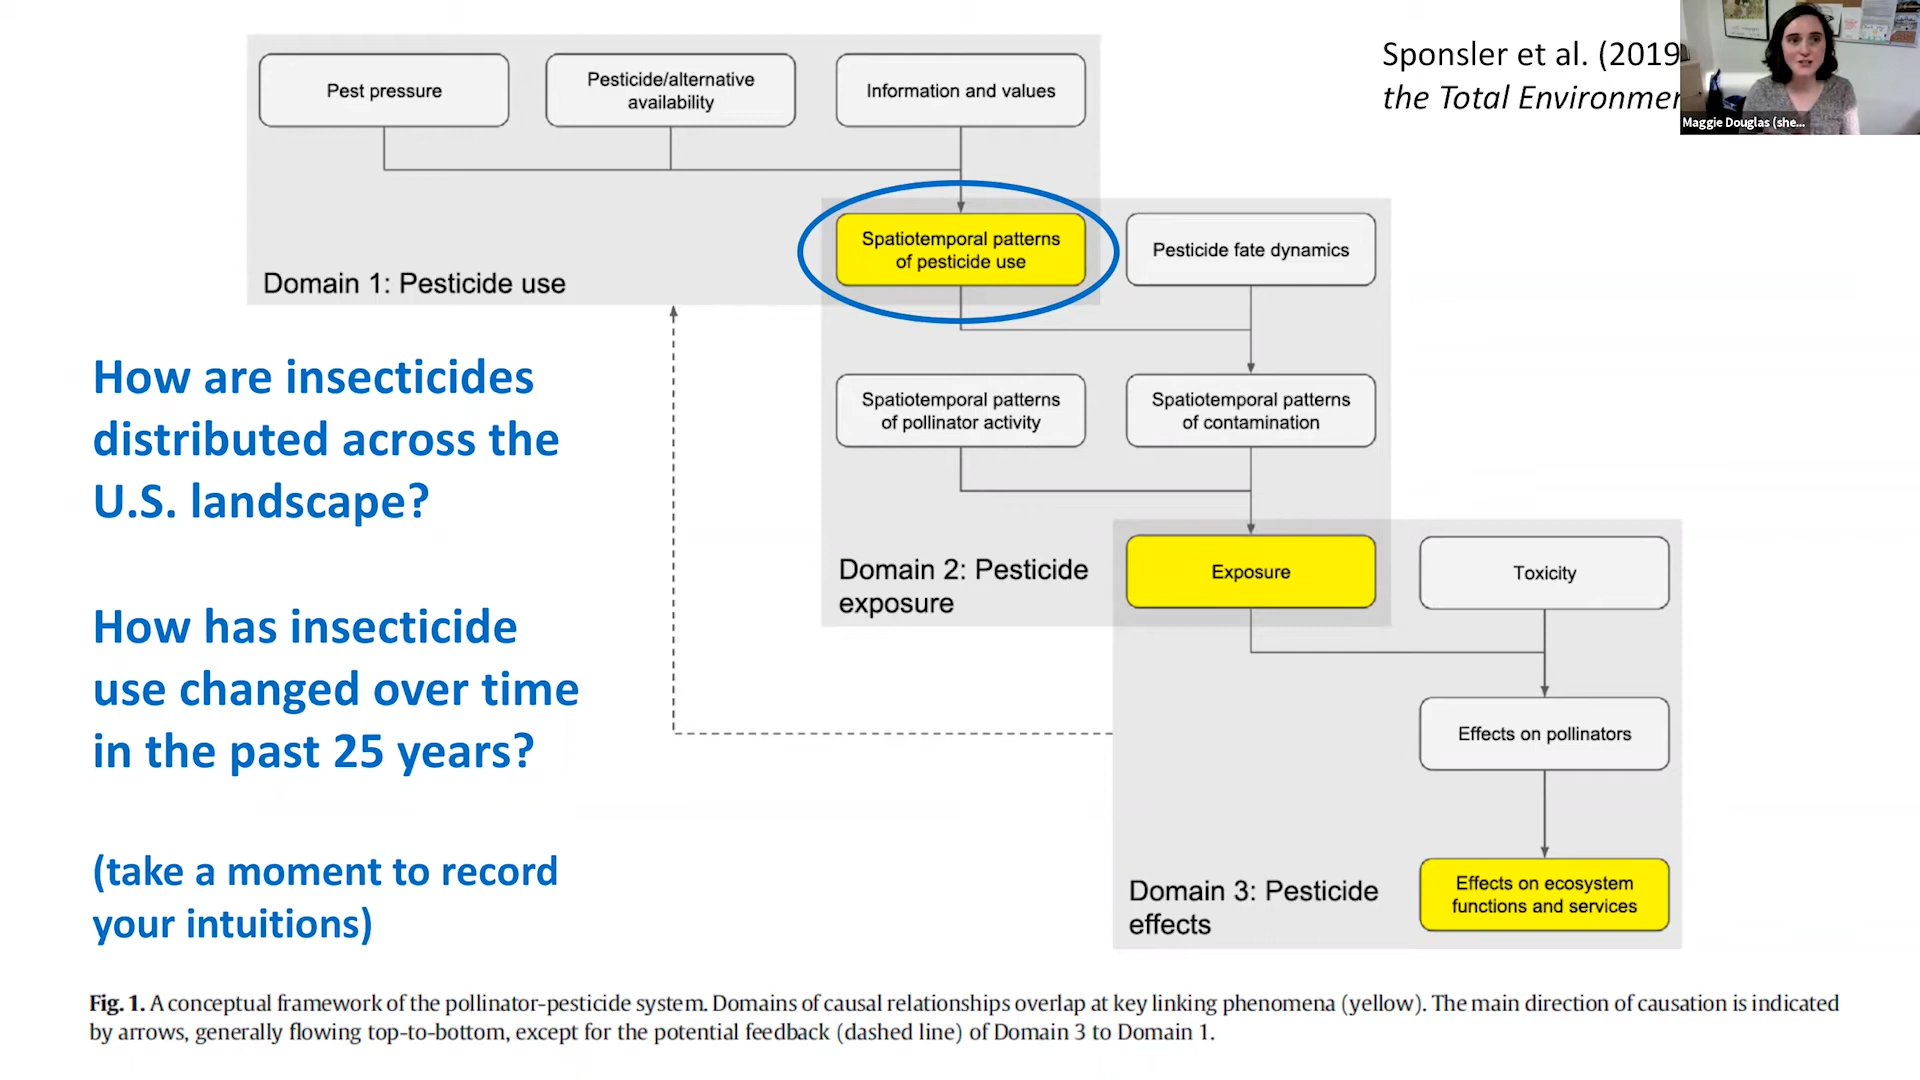 Pest pressure
Pesticide/alternative
availability
Information and values
Sponsler et al. (2019
the Total Environmen
Maggie Douglas (she...
Spatiotemporal patterns
of pesticide use
Pesticide fate dynamics
Domain 1: Pesticide use
How are insecticides
distributed across the
U.S. landscape?
Spatiotemporal patterns
of pollinator activity
Spatiotemporal patterns
of contamination
Domain 2: Pesticide
exposure
Exposure
Toxicity
How has insecticide
use changed over time
in the past 25 years?
Effects on pollinators
(take a moment to record
your intuitions)
Domain 3: Pesticide
effects
Effects on ecosystem
functions and services
Fig. 1. A conceptual framework of the pollinator-pesticide system. Domains of causal relationships overlap at key linking phenomena (yellow). The main direction of causation is indicated
by arrows, generally flowing top-to-bottom, except for the potential feedback (dashed line) of Domain 3 to Domain 1.